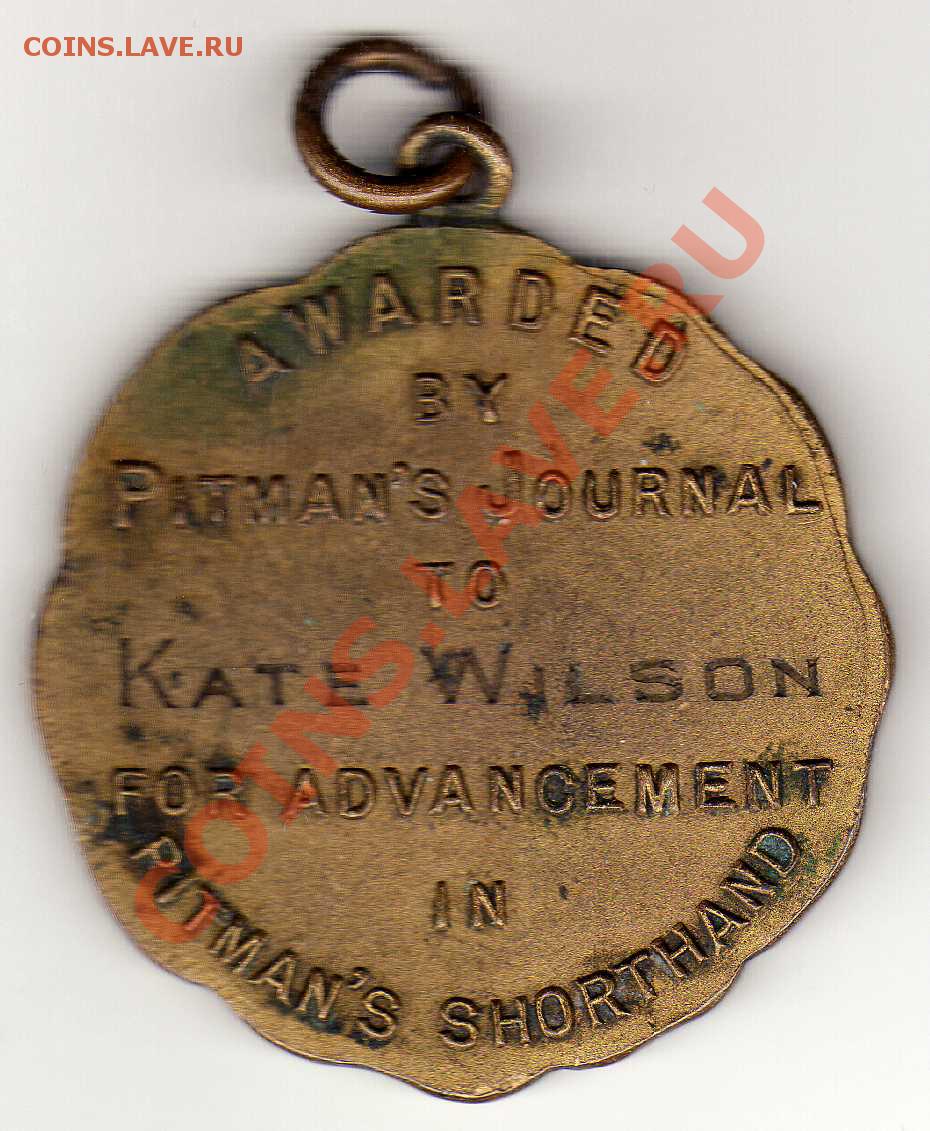 COINS.LAVE.RU
AWARDED
BY
PITMAN'S JOURNAL
TO
KATE WILSON
FOR ADVANCEMENT
IN
PITMAN'S SHORTHAND
COINS.LAVE.RU